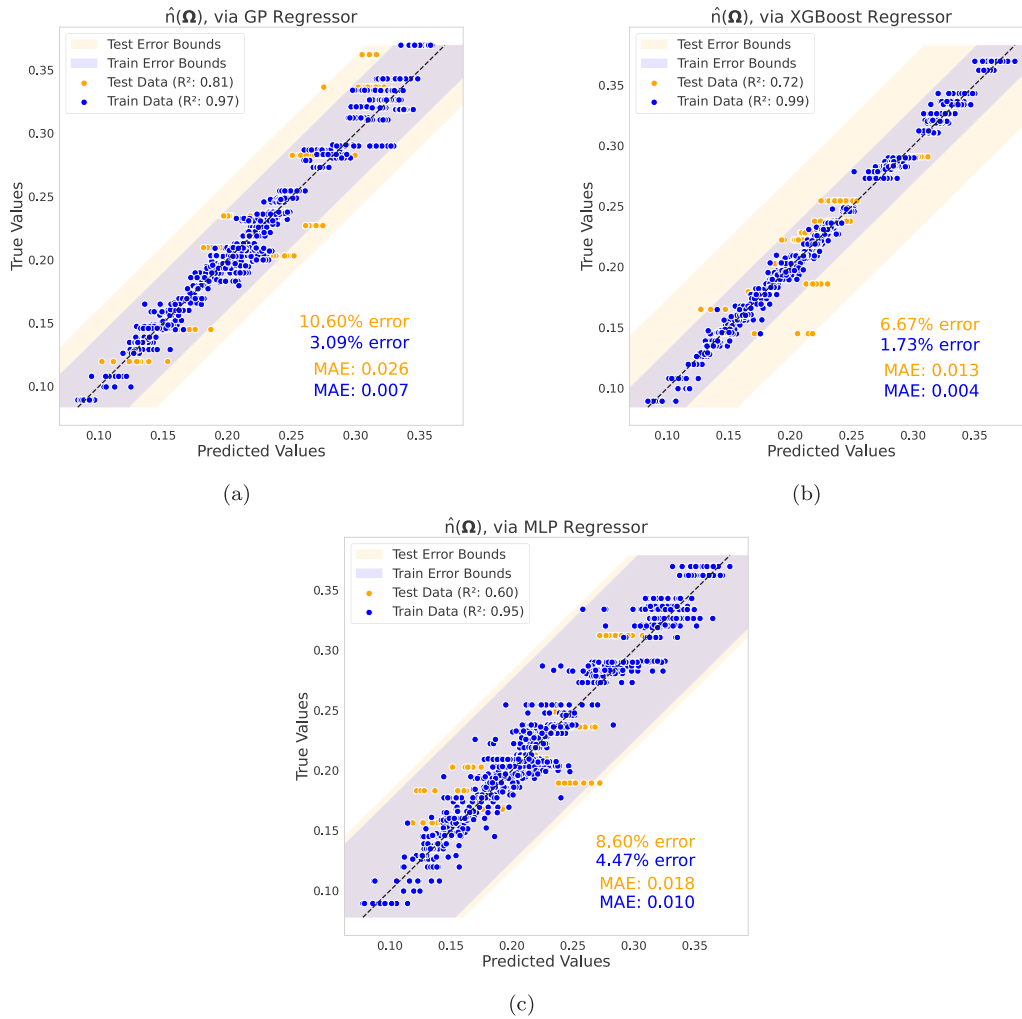 n̂(Ω), via GP Regressor
Test Error Bounds
Train Error Bounds
Test Data (R²: 0.81)
Train Data (R²: 0.97)
True Values
0.35
0.30
0.25
0.20
0.15
0.10
10.60% error
3.09% error
MAE: 0.026
MAE: 0.007
0.10 0.15 0.20 0.25 0.30 0.35
Predicted Values
(a)
n̂(Ω), via XGBoost Regressor
Test Error Bounds
Train Error Bounds
Test Data (R²: 0.72)
Train Data (R²: 0.99)
True Values
0.35
0.30
0.25
0.20
0.15
0.10
6.67% error
1.73% error
MAE: 0.013
MAE: 0.004
0.10 0.15 0.20 0.25 0.30 0.35
Predicted Values
(b)
n̂(Ω), via MLP Regressor
Test Error Bounds
Train Error Bounds
Test Data (R²: 0.60)
Train Data (R²: 0.95)
True Values
0.35
0.30
0.25
0.20
0.15
0.10
8.60% error
4.47% error
MAE: 0.018
MAE: 0.010
0.10 0.15 0.20 0.25 0.30 0.35
Predicted Values
(c)